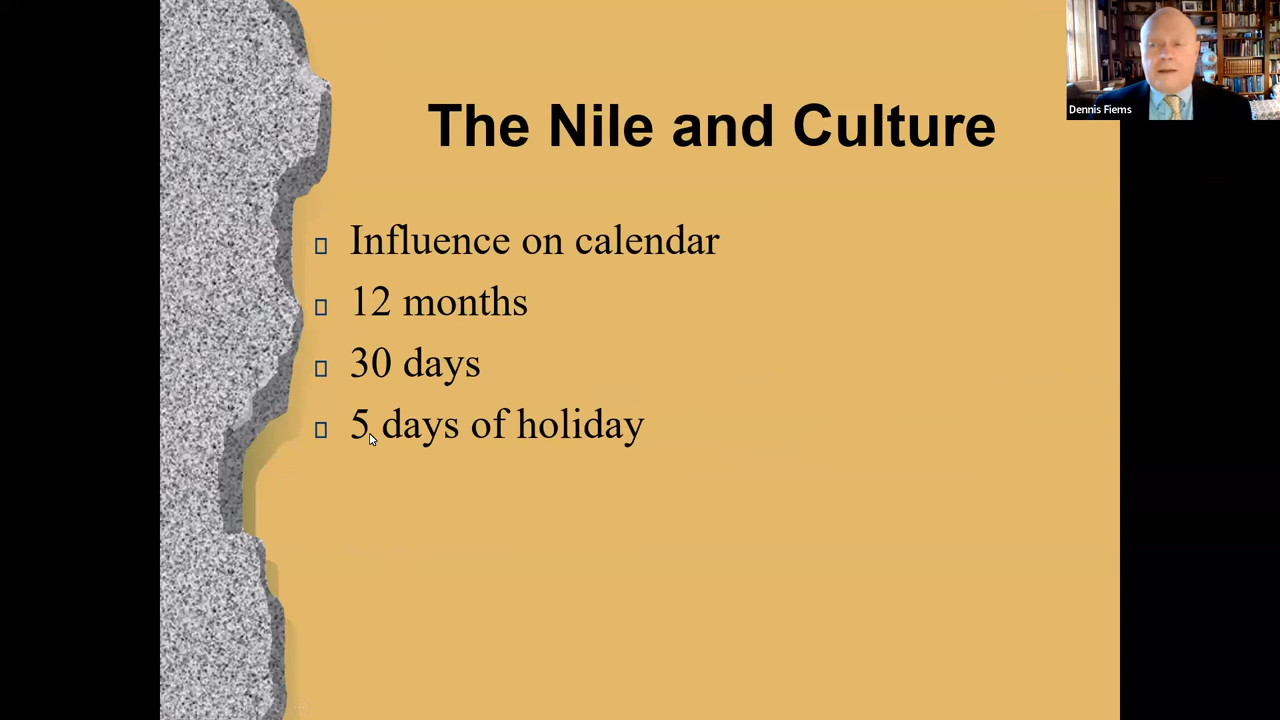 The Nile and Culture
Dennis Fiems
Influence on calendar
12 months
30 days
5 days of holiday